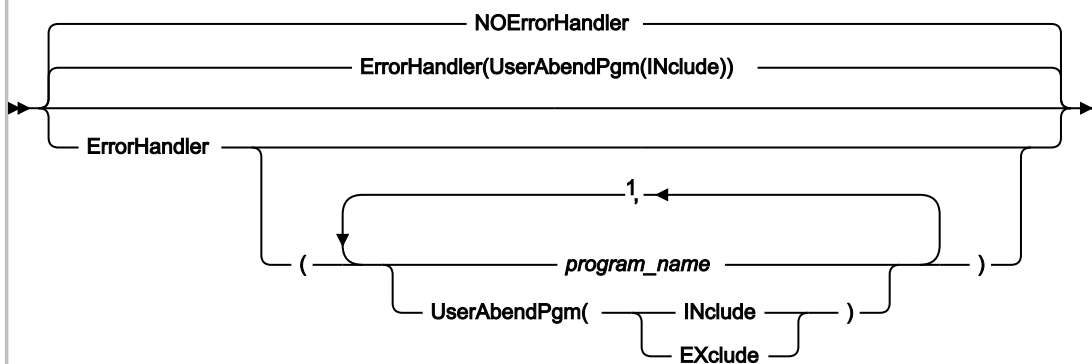 NOErrorHandler
ErrorHandler(UserAbendPgm(INclude))
ErrorHandler
1,
( program_name )
UserAbendPgm( INclude )
EXclude